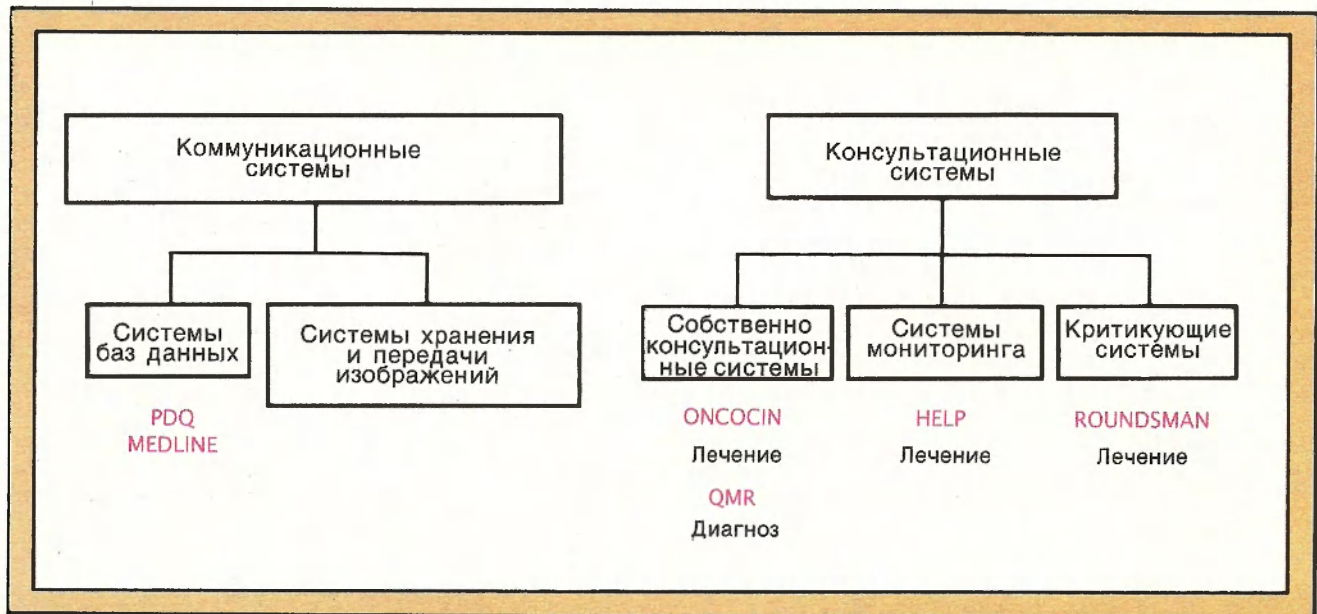 Коммуникационные
системы
Системы
баз данных
Системы хранения
и передачи
изображений
PDQ
MEDLINE
Консультационные
системы
Собственно
консультацион-
ные системы
Системы
мониторинга
Критикующие
системы
ONCOCIN
Лечение
QMR
Диагноз
HELP
Лечение
ROUNDSMAN
Лечение